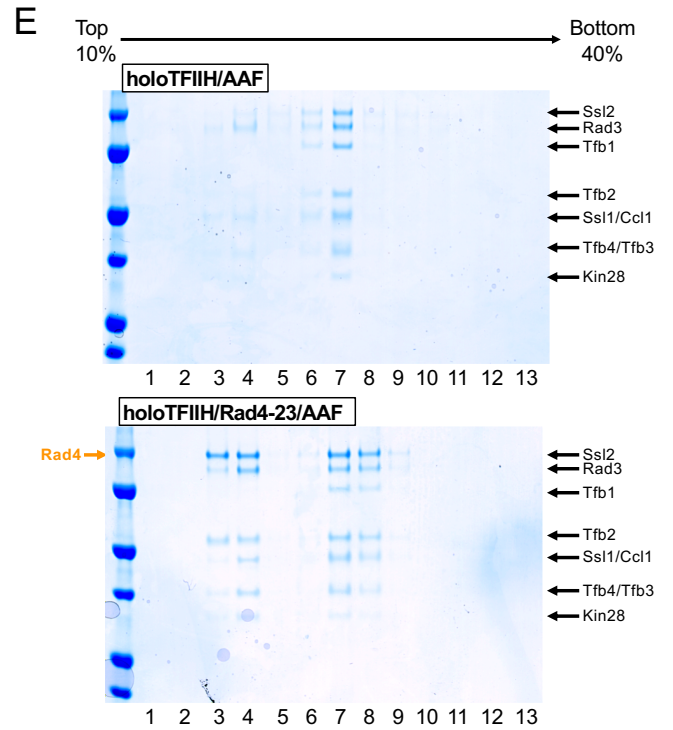 E
Top
10%
Bottom
40%
holoTFIIH/AAF
Ssl2
Rad3
Tfb1
Tfb2
Ssl1/Ccl1
Tfb4/Tfb3
Kin28
1 2 3 4 5 6 7 8 9 10 11 12 13
holoTFIIH/Rad4-23/AAF
Rad4
Ssl2
Rad3
Tfb1
Tfb2
Ssl1/Ccl1
Tfb4/Tfb3
Kin28
1 2 3 4 5 6 7 8 9 10 11 12 13